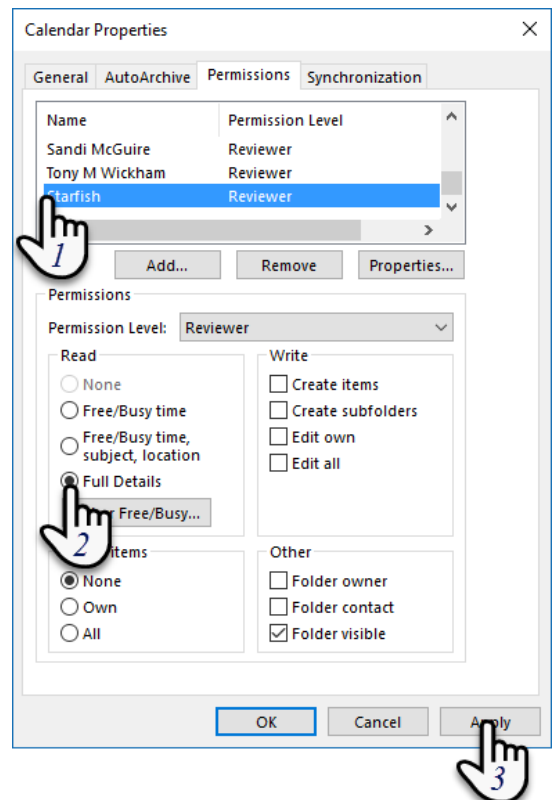 Calendar Properties
General AutoArchive Permissions Synchronization
Name Permission Level
Sandi McGuire Reviewer
Tony M Wickham Reviewer
Starfish Reviewer
1
Add... Remove Properties...
Permissions
Permission Level: Reviewer
Read
None
Free/Busy time
Free/Busy time,
subject, location
Full Details
Free/Busy...
2
items
None
Own
All
Write
Create items
Create subfolders
Edit own
Edit all
Other
Folder owner
Folder contact
Folder visible
OK Cancel Apply
3